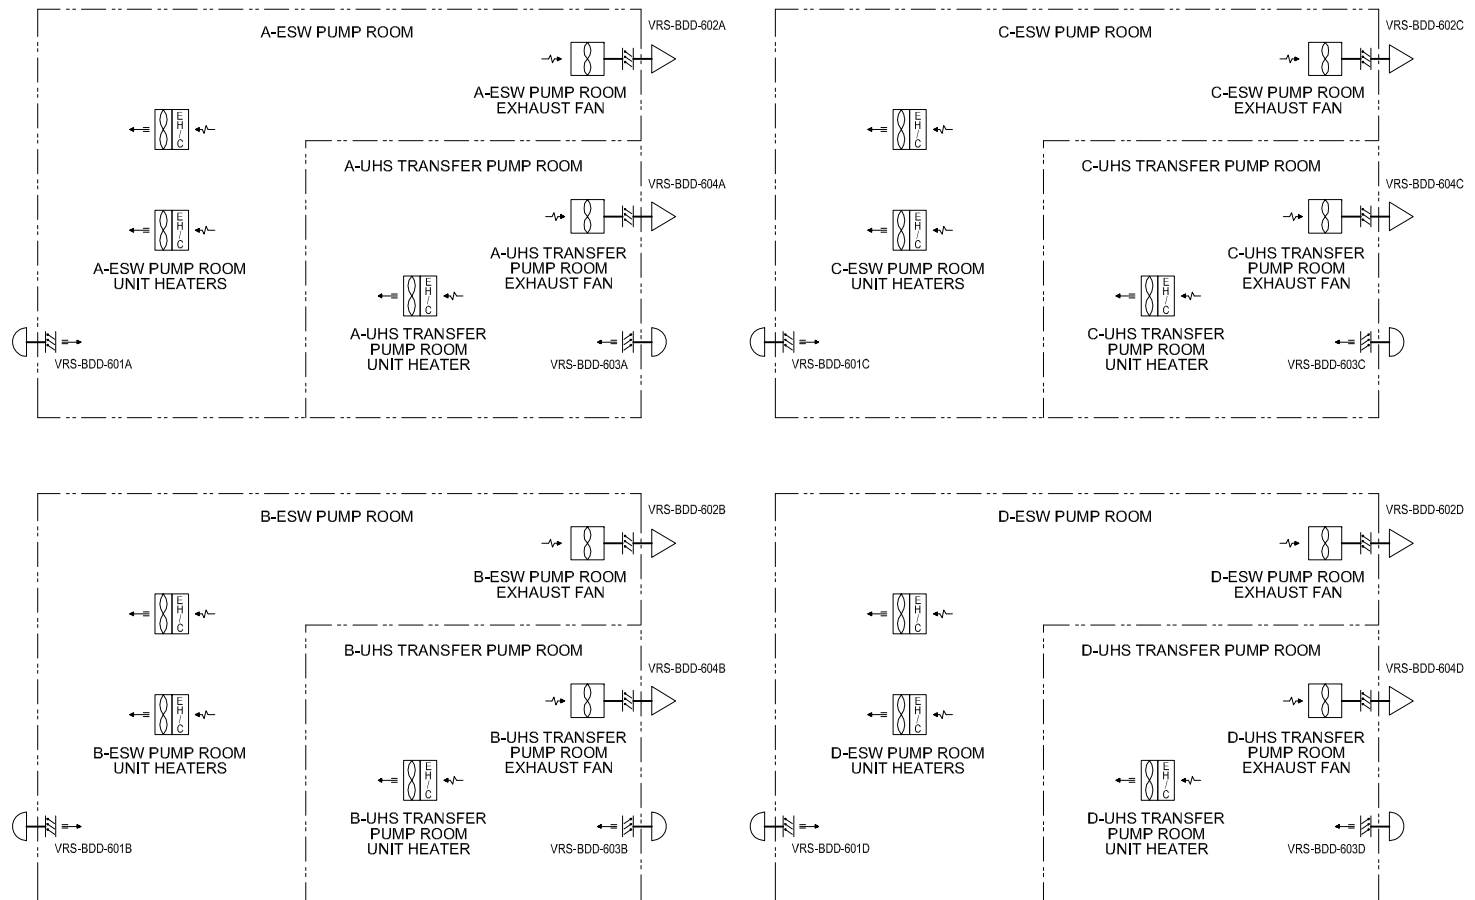 A-ESW PUMP ROOM
VRS-BDD-602A
A-ESW PUMP ROOM
EXHAUST FAN
EH/C
A-UHS TRANSFER PUMP ROOM
VRS-BDD-604A
EH/C
A-ESW PUMP ROOM
UNIT HEATERS
A-UHS TRANSFER
PUMP ROOM
EXHAUST FAN
EH/C
A-UHS TRANSFER
PUMP ROOM
UNIT HEATER
VRS-BDD-601A
VRS-BDD-603A
C-ESW PUMP ROOM
VRS-BDD-602C
C-ESW PUMP ROOM
EXHAUST FAN
EH/C
C-UHS TRANSFER PUMP ROOM
VRS-BDD-604C
EH/C
C-ESW PUMP ROOM
UNIT HEATERS
C-UHS TRANSFER
PUMP ROOM
EXHAUST FAN
EH/C
C-UHS TRANSFER
PUMP ROOM
UNIT HEATER
VRS-BDD-601C
VRS-BDD-603C
B-ESW PUMP ROOM
VRS-BDD-602B
B-ESW PUMP ROOM
EXHAUST FAN
EH/C
B-UHS TRANSFER PUMP ROOM
VRS-BDD-604B
EH/C
B-ESW PUMP ROOM
UNIT HEATERS
B-UHS TRANSFER
PUMP ROOM
EXHAUST FAN
EH/C
B-UHS TRANSFER
PUMP ROOM
UNIT HEATER
VRS-BDD-601B
VRS-BDD-603B
D-ESW PUMP ROOM
VRS-BDD-602D
D-ESW PUMP ROOM
EXHAUST FAN
EH/C
D-UHS TRANSFER PUMP ROOM
VRS-BDD-604D
EH/C
D-ESW PUMP ROOM
UNIT HEATERS
D-UHS TRANSFER
PUMP ROOM
EXHAUST FAN
EH/C
D-UHS TRANSFER
PUMP ROOM
UNIT HEATER
VRS-BDD-601D
VRS-BDD-603D